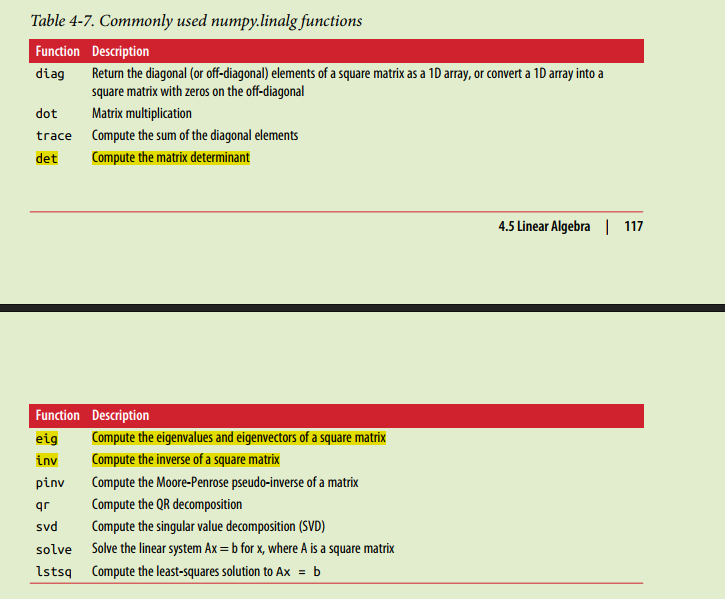 Table 4-7. Commonly used numpy.linalg functions
Function Description
diag Return the diagonal (or off-diagonal) elements of a square matrix as a 1D array, or convert a 1D array into a
square matrix with zeros on the off-diagonal
dot Matrix multiplication
trace Compute the sum of the diagonal elements
det Compute the matrix determinant
4.5 Linear Algebra | 117
Function Description
eig Compute the eigenvalues and eigenvectors of a square matrix
inv Compute the inverse of a square matrix
pinv Compute the Moore-Penrose pseudo-inverse of a matrix
qr Compute the QR decomposition
svd Compute the singular value decomposition (SVD)
solve Solve the linear system Ax = b for x, where A is a square matrix
lstsq Compute the least-squares solution to Ax = b